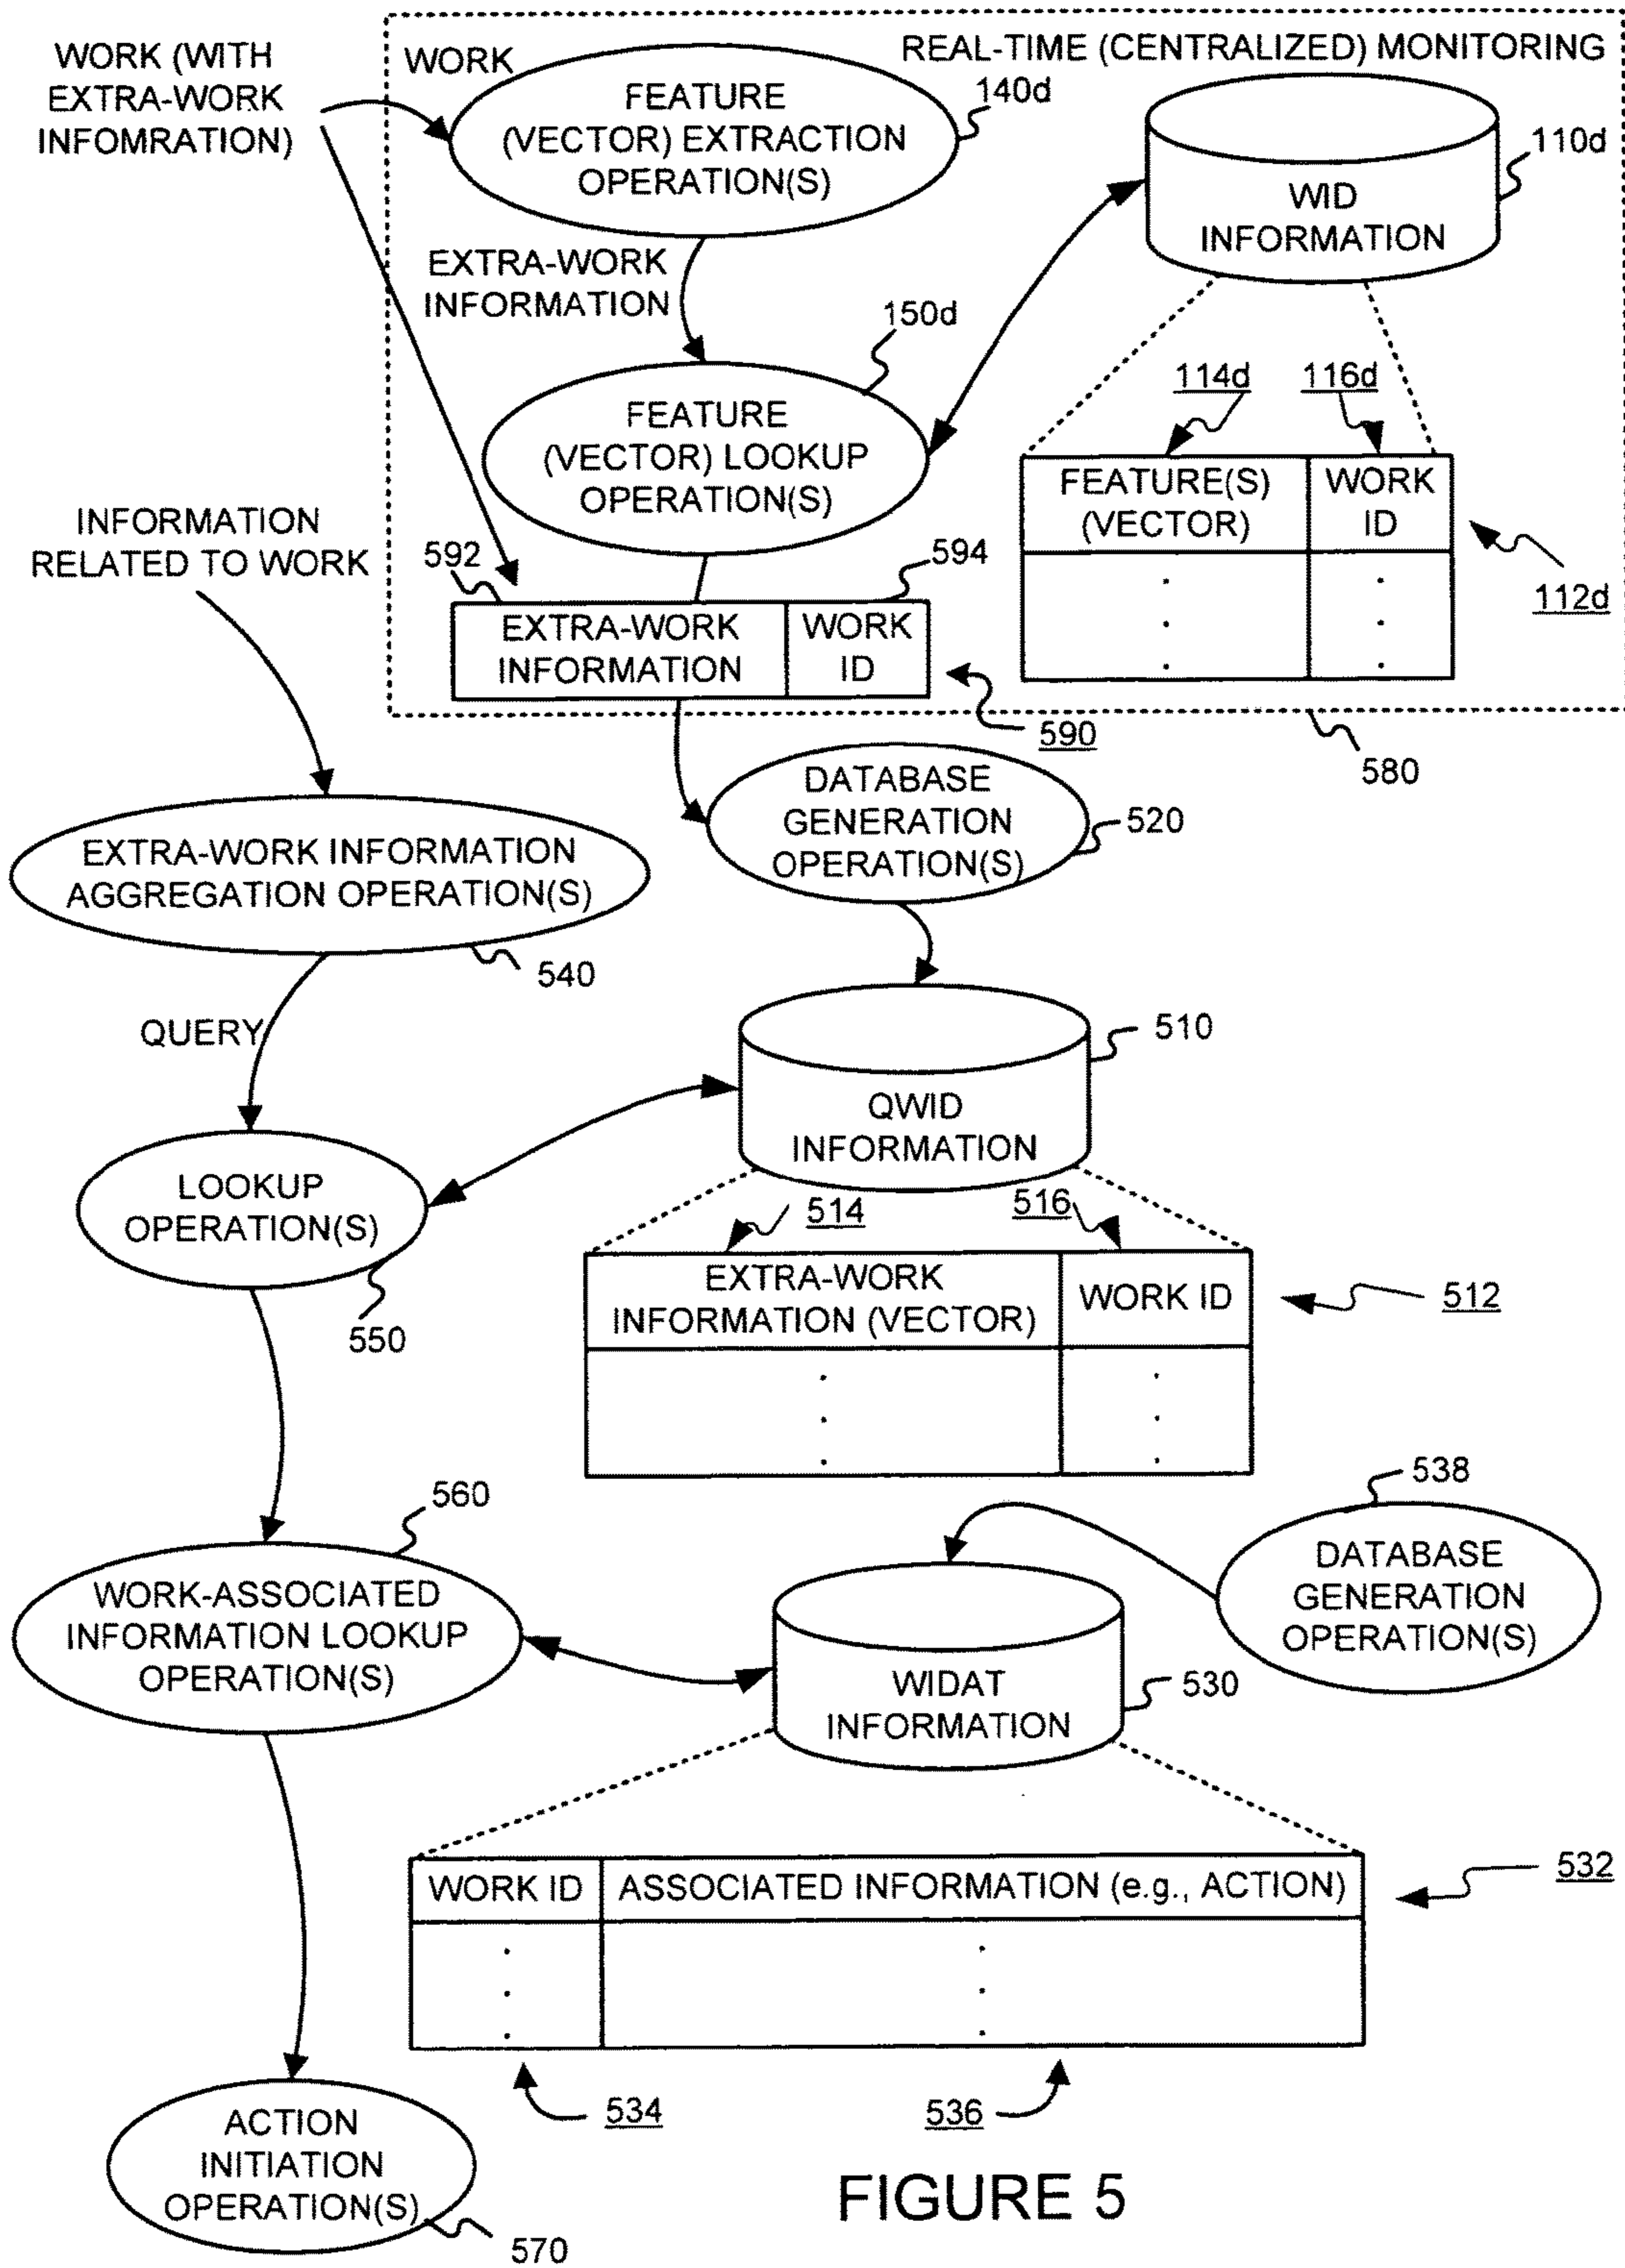 WORK (WITH
EXTRA-WORK
INFOMRATION)
WORK
REAL-TIME (CENTRALIZED) MONITORING
FEATURE
(VECTOR) EXTRACTION
OPERATION(S)
140d
110d
WID
INFORMATION
EXTRA-WORK
INFORMATION
150d
FEATURE
(VECTOR) LOOKUP
OPERATION(S)
114d
116d
FEATURE(S)
(VECTOR)
WORK
ID
112d
INFORMATION
RELATED TO WORK
592
594
EXTRA-WORK
INFORMATION
WORK
ID
590
580
DATABASE
GENERATION
OPERATION(S)
520
EXTRA-WORK INFORMATION
AGGREGATION OPERATION(S)
540
QUERY
510
QWID
INFORMATION
LOOKUP
OPERATION(S)
550
514
516
EXTRA-WORK
INFORMATION (VECTOR)
WORK ID
512
538
DATABASE
GENERATION
OPERATION(S)
560
WORK-ASSOCIATED
INFORMATION LOOKUP
OPERATION(S)
WIDAT
INFORMATION
530
WORK ID
ASSOCIATED INFORMATION (e.g., ACTION)
532
534
536
ACTION
INITIATION
OPERATION(S)
570
FIGURE 5